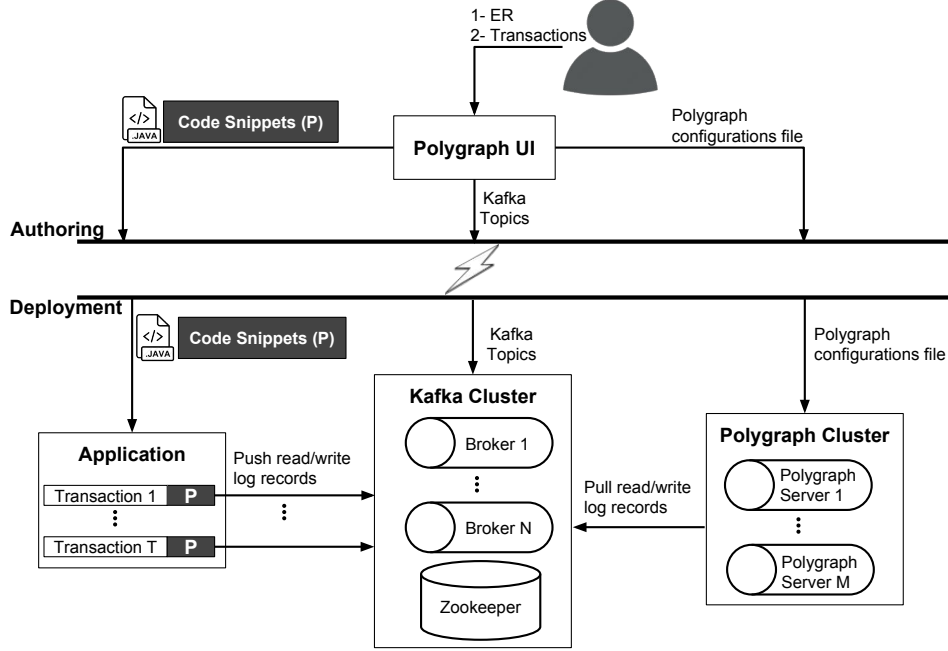 1- ER
2- Transactions
</>
.JAVA
Code Snippets (P)
Polygraph UI
Polygraph
configurations file
Kafka
Topics
Authoring
Deployment
</>
.JAVA
Code Snippets (P)
Kafka
Topics
Polygraph
configurations file
Application
Transaction 1
P
Transaction T
P
Push read/write
log records
Kafka Cluster
Broker 1
Broker N
Zookeeper
Pull read/write
log records
Polygraph Cluster
Polygraph
Server 1
Polygraph
Server M